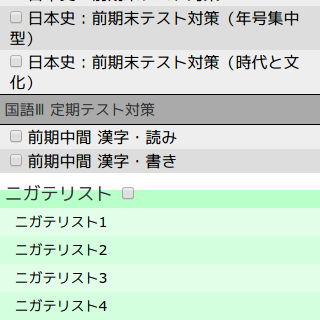 日本史：前期末テスト対策（年号集中
型）
日本史：前期末テスト対策（時代と文
化）
国語Ⅲ 定期テスト対策
前期中間 漢字・読み
前期中間 漢字・書き
ニガテリスト
ニガテリスト1
ニガテリスト2
ニガテリスト3
ニガテリスト4